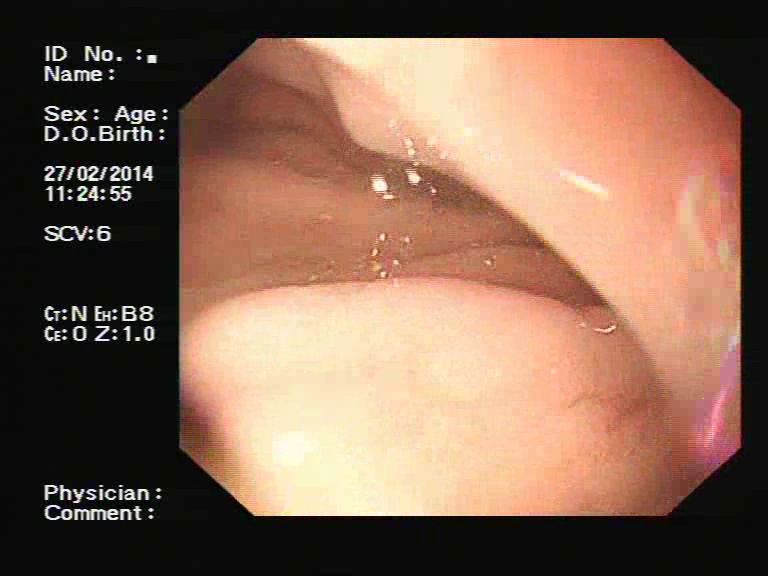 ID No. :
Name:
Sex: Age:
D.O.Birth:
27/02/2014
11:24:55
SCV:6
CT:N EH:B8
CE:0 Z:1.0
Physician:
Comment: